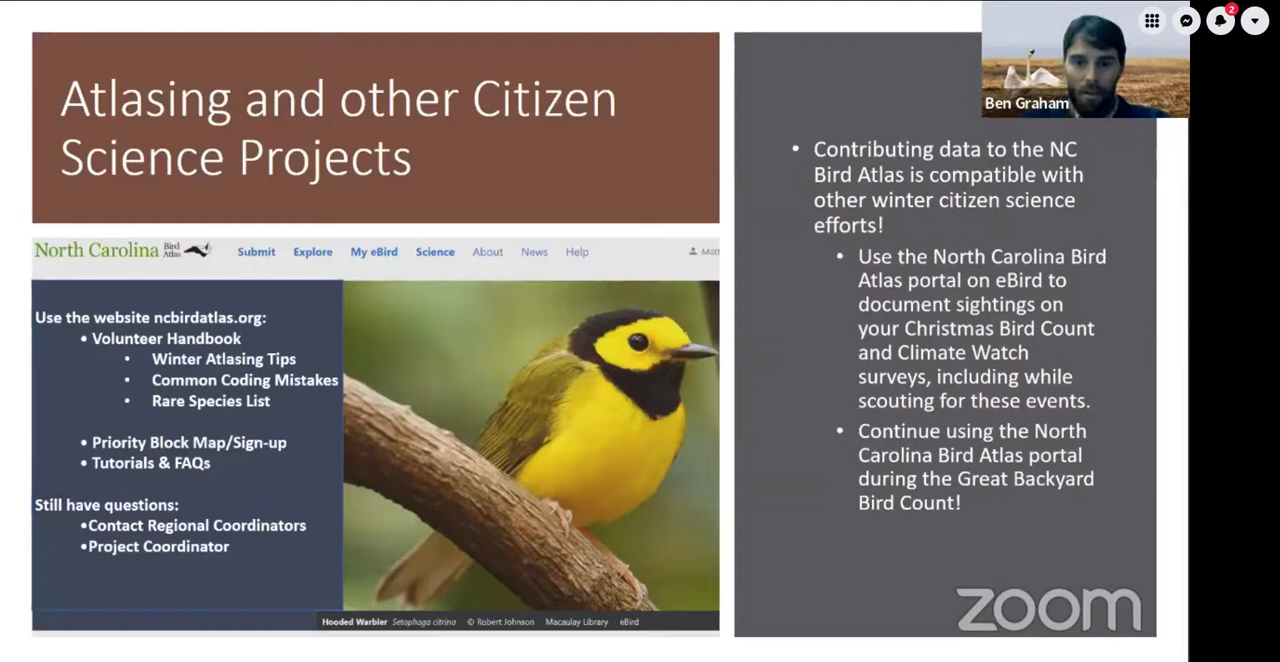 2
Ben Graham
Atlasing and other Citizen
Science Projects
North Carolina Bird Atlas
Submit Explore My eBird Science About News Help
Use the website ncbirdatlas.org:
• Volunteer Handbook
• Winter Atlasing Tips
• Common Coding Mistakes
• Rare Species List
• Priority Block Map/Sign-up
• Tutorials & FAQs
Still have questions:
•Contact Regional Coordinators
•Project Coordinator
Hooded Warbler Setophaga citrina © Robert Johnson Macaulay Library eBird
• Contributing data to the NC
Bird Atlas is compatible with
other winter citizen science
efforts!
• Use the North Carolina Bird
Atlas portal on eBird to
document sightings on
your Christmas Bird Count
and Climate Watch
surveys, including while
scouting for these events.
• Continue using the North
Carolina Bird Atlas portal
during the Great Backyard
Bird Count!
zoom